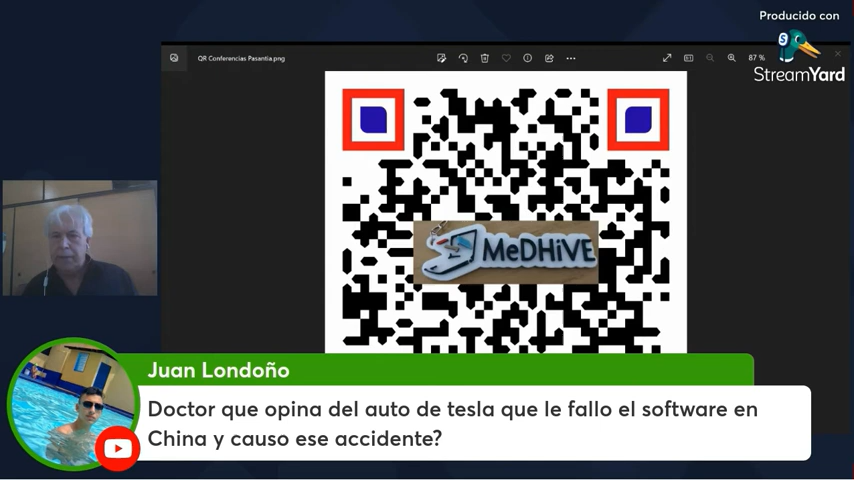 Producido con
StreamYard
QR Conferencias Pasantia.png
87 %
MeDHiVE
Juan Londoño
Doctor que opina del auto de tesla que le fallo el software en
China y causo ese accidente?